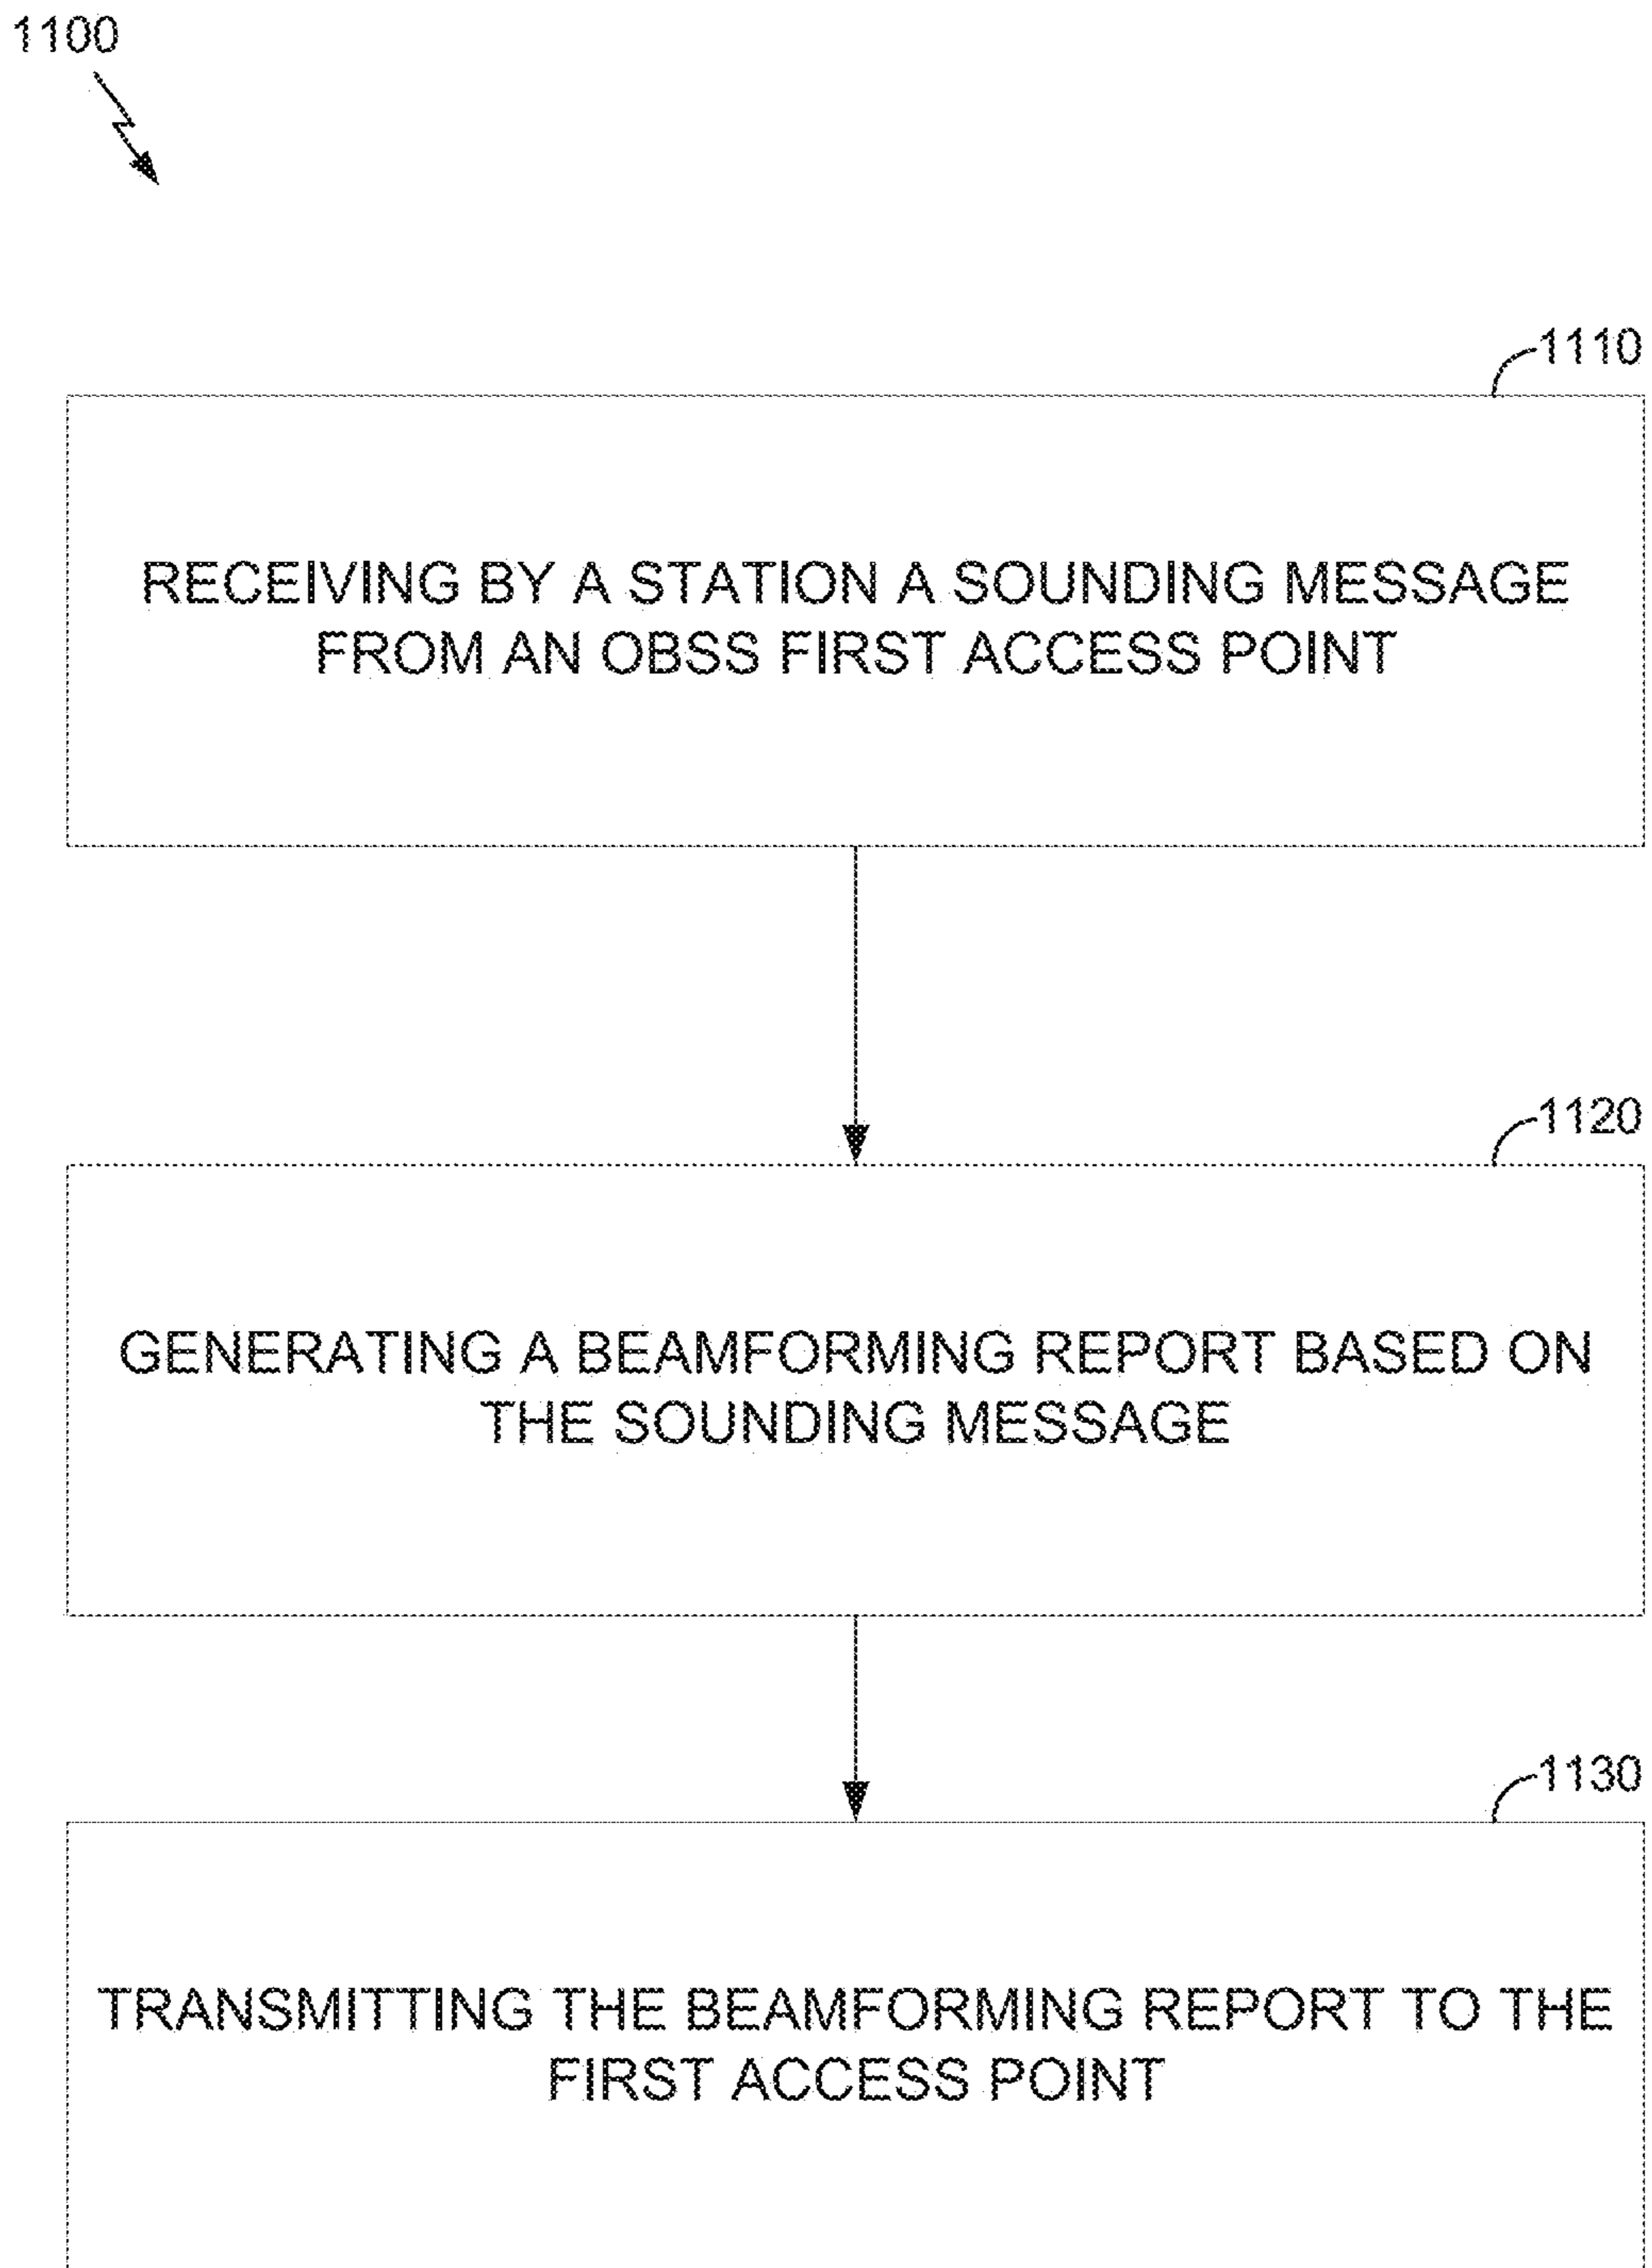 1100
1110
RECEIVING BY A STATION A SOUNDING MESSAGE
FROM AN OBSS FIRST ACCESS POINT
1120
GENERATING A BEAMFORMING REPORT BASED ON
THE SOUNDING MESSAGE
1130
TRANSMITTING THE BEAMFORMING REPORT TO THE
FIRST ACCESS POINT